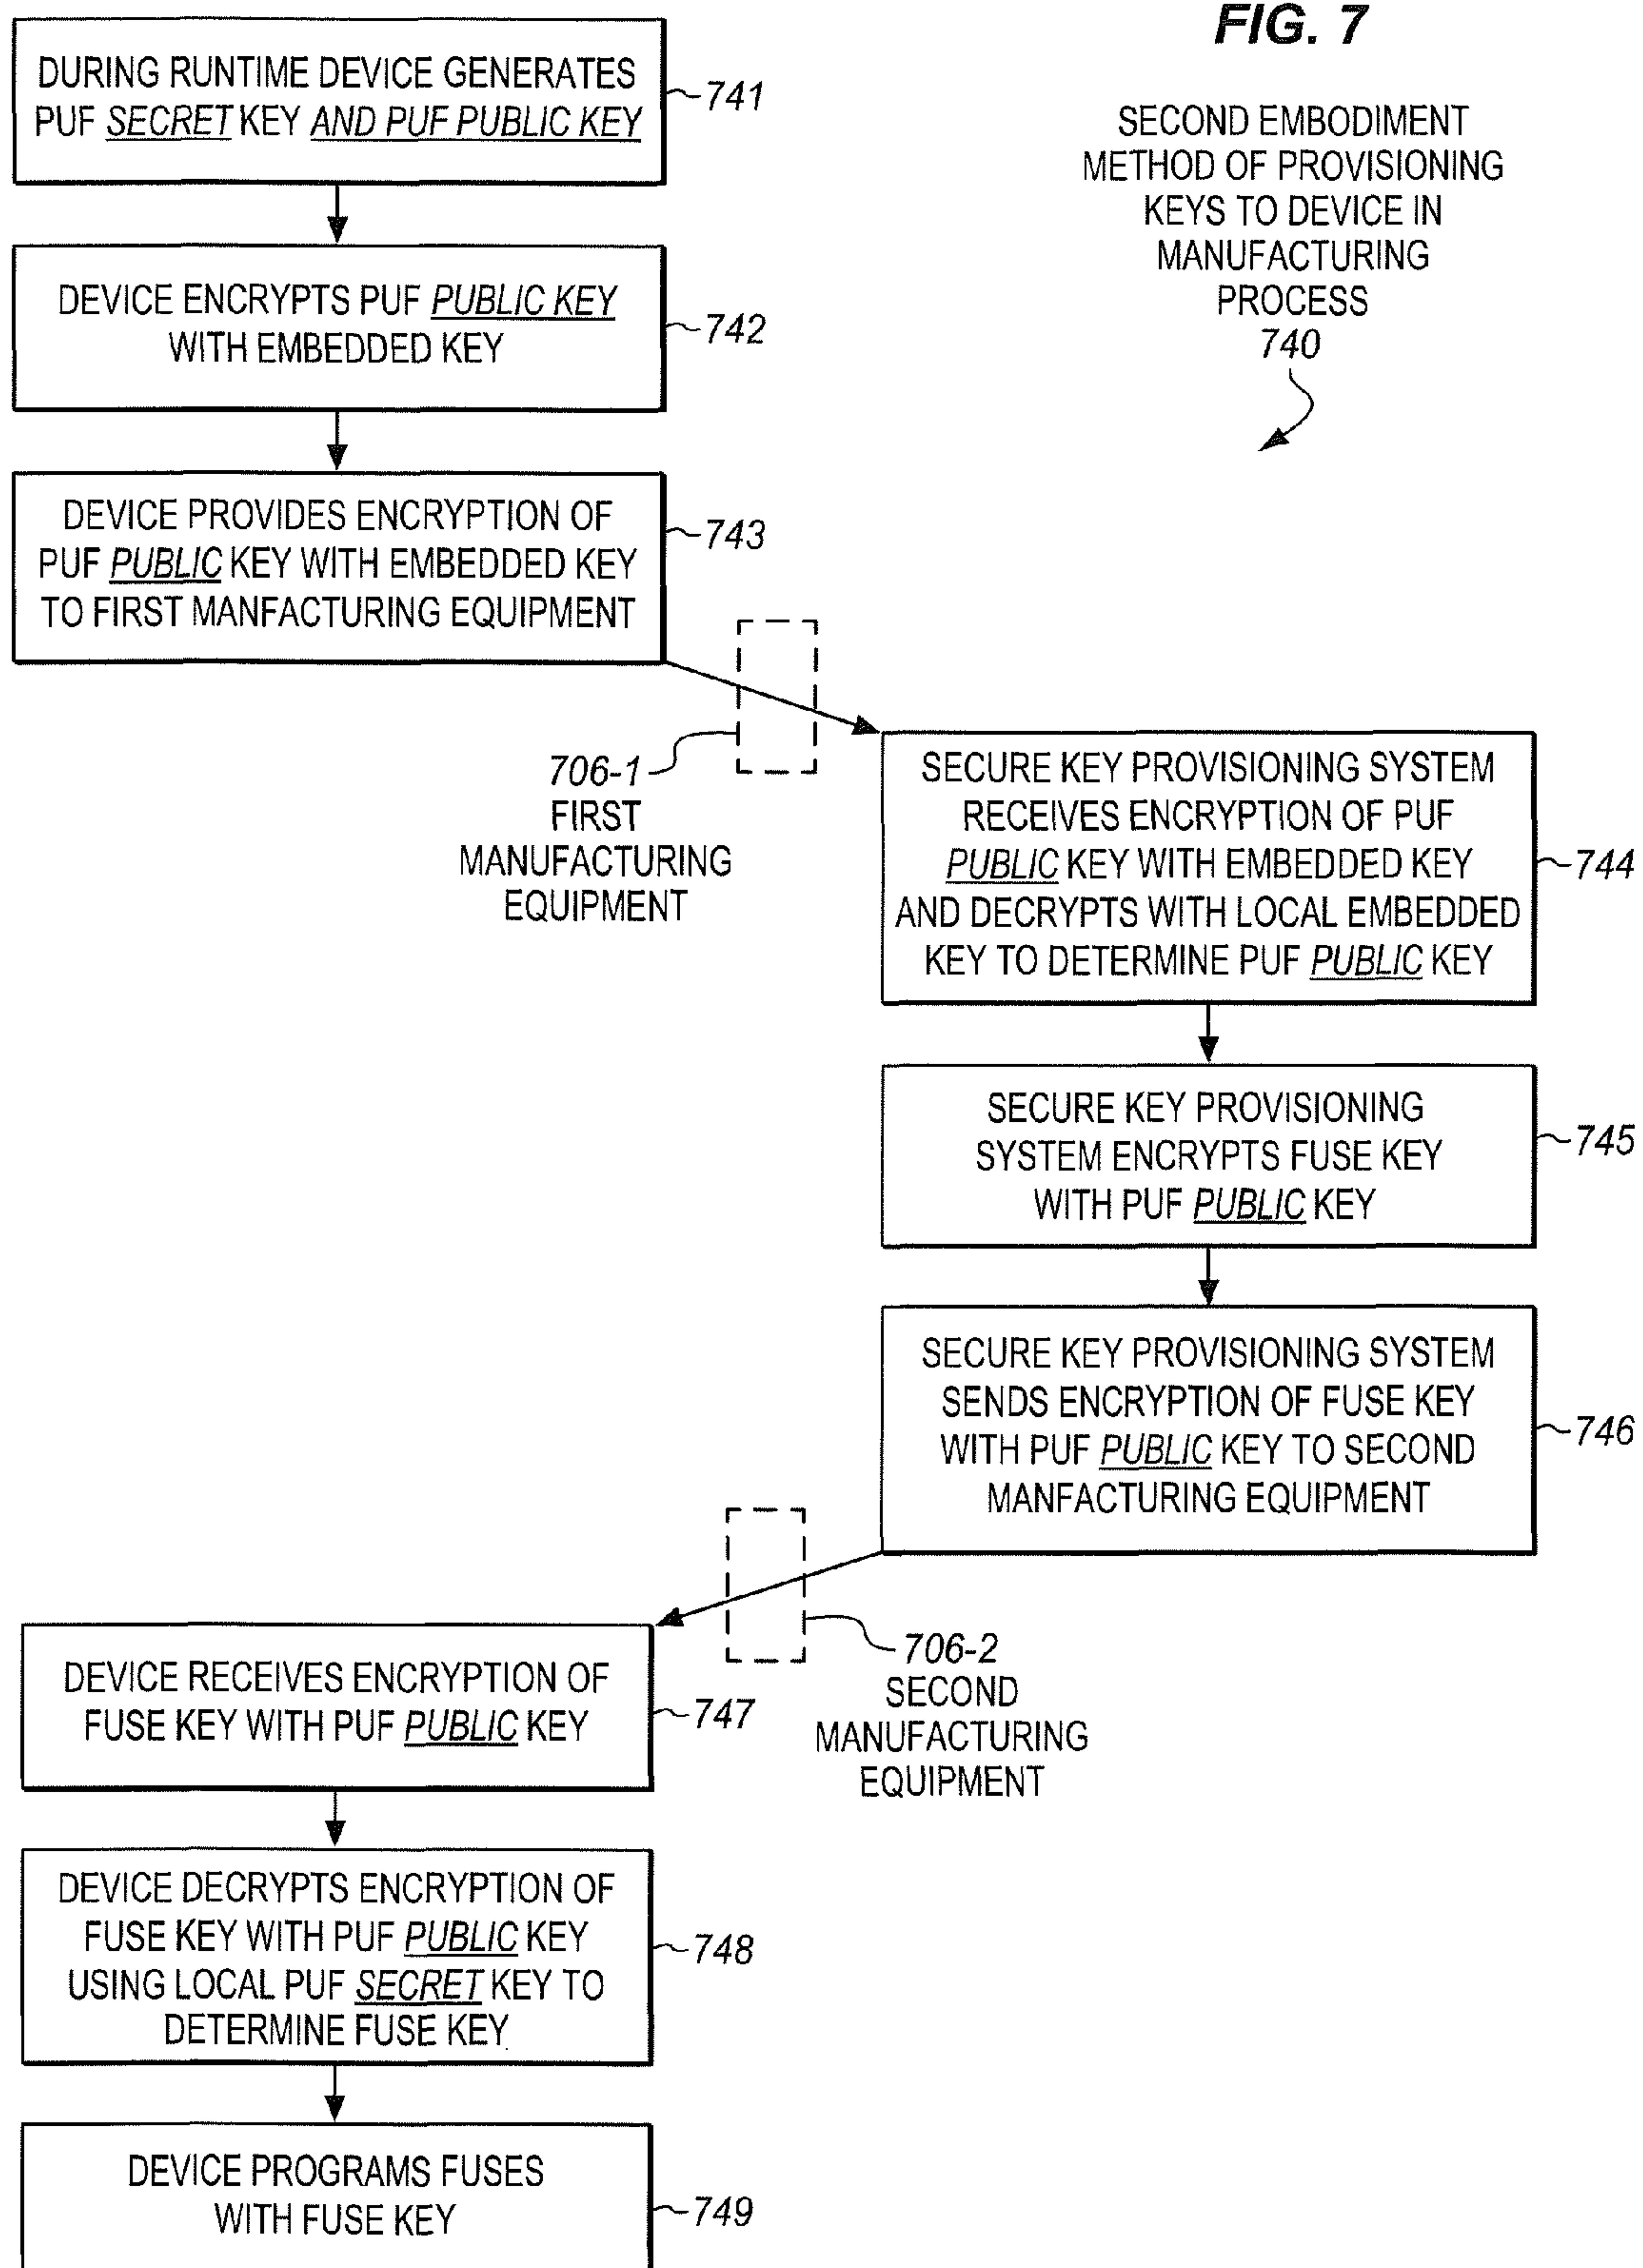 FIG. 7
SECOND EMBODIMENT
METHOD OF PROVISIONING
KEYS TO DEVICE IN
MANUFACTURING
PROCESS
740
DURING RUNTIME DEVICE GENERATES
PUF SECRET KEY AND PUF PUBLIC KEY
741
DEVICE ENCRYPTS PUF PUBLIC KEY
WITH EMBEDDED KEY
742
DEVICE PROVIDES ENCRYPTION OF
PUF PUBLIC KEY WITH EMBEDDED KEY
TO FIRST MANFACTURING EQUIPMENT
743
706-1
FIRST
MANUFACTURING
EQUIPMENT
SECURE KEY PROVISIONING SYSTEM
RECEIVES ENCRYPTION OF PUF
PUBLIC KEY WITH EMBEDDED KEY
AND DECRYPTS WITH LOCAL EMBEDDED
KEY TO DETERMINE PUF PUBLIC KEY
744
SECURE KEY PROVISIONING
SYSTEM ENCRYPTS FUSE KEY
WITH PUF PUBLIC KEY
745
SECURE KEY PROVISIONING SYSTEM
SENDS ENCRYPTION OF FUSE KEY
WITH PUF PUBLIC KEY TO SECOND
MANFACTURING EQUIPMENT
746
706-2
SECOND
MANUFACTURING
EQUIPMENT
DEVICE RECEIVES ENCRYPTION OF
FUSE KEY WITH PUF PUBLIC KEY
747
DEVICE DECRYPTS ENCRYPTION OF
FUSE KEY WITH PUF PUBLIC KEY
USING LOCAL PUF SECRET KEY TO
DETERMINE FUSE KEY
748
DEVICE PROGRAMS FUSES
WITH FUSE KEY
749